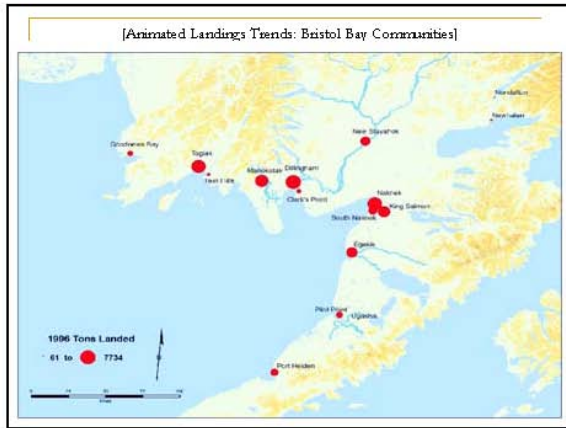 [Animated Landings Trends: Bristol Bay Communities]
Nondalton
Newhalen
New Stuyahok
Goodnews Bay
Togiak
Twin Hills
Manokotak
Dillingham
Clark's Point
Naknek
King Salmon
South Naknek
Egegik
Pilot Point
Ugashik
1996 Tons Landed
61 to 7734
Port Heiden